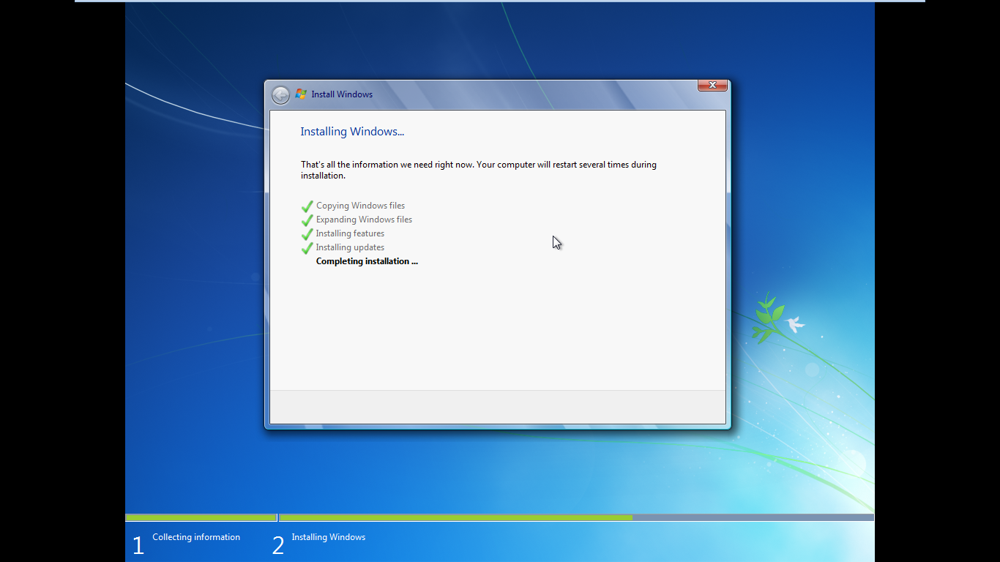 Install Windows
Installing Windows...
That's all the information we need right now. Your computer will restart several times during
installation.
Copying Windows files
Expanding Windows files
Installing features
Installing updates
Completing installation ...
1 Collecting information 2 Installing Windows